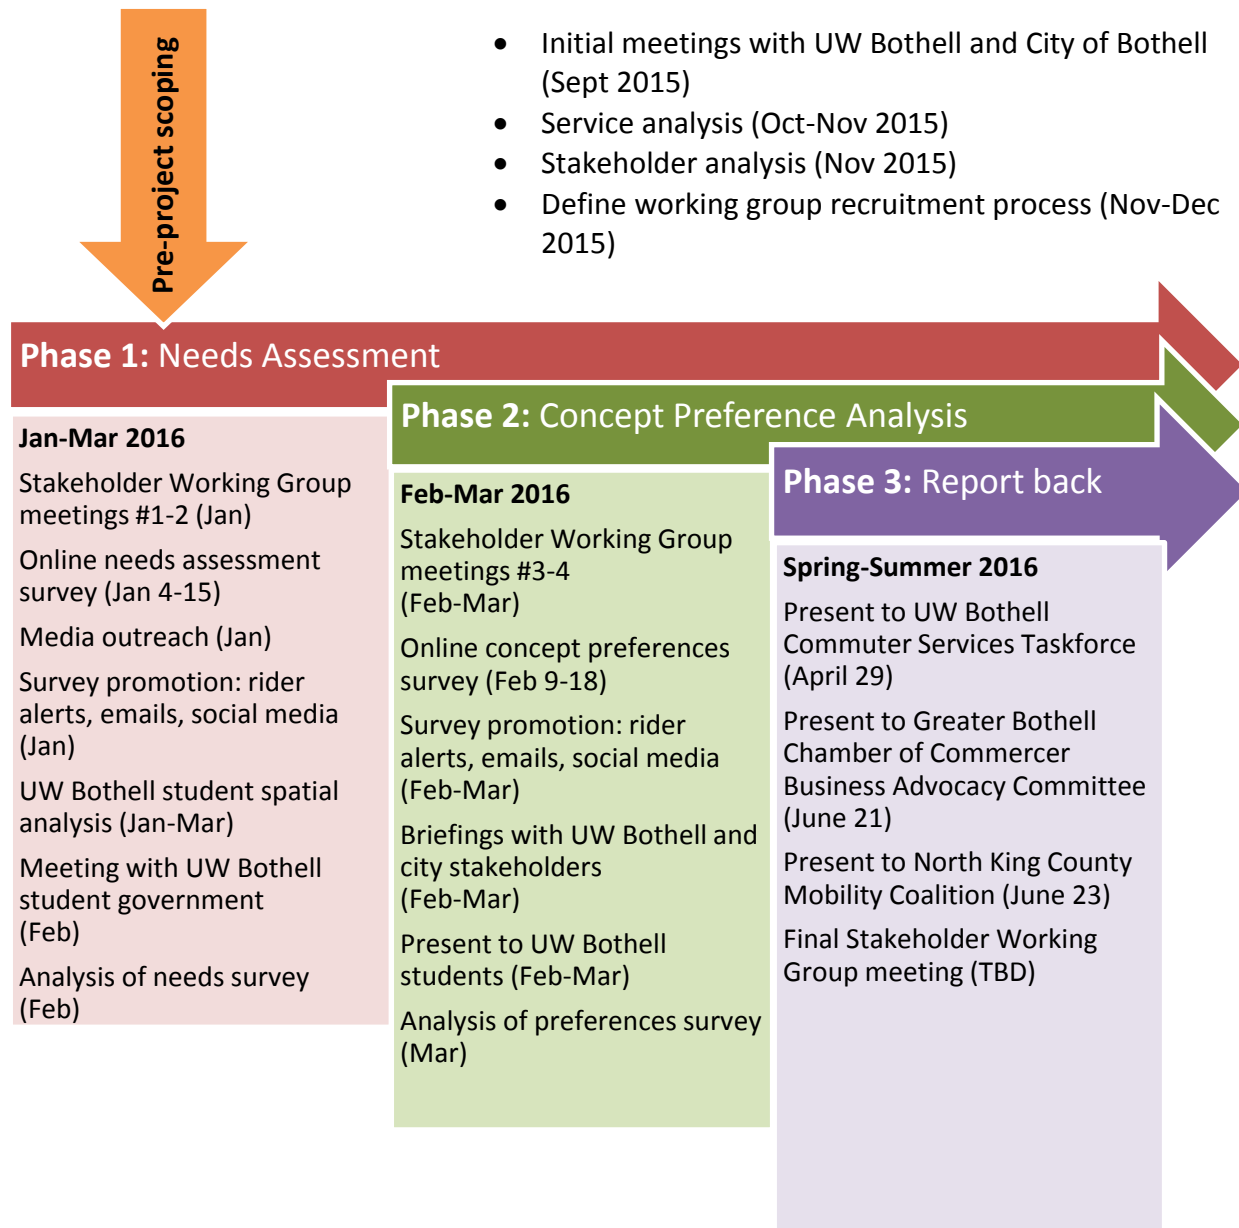 Pre-project scoping
• Initial meetings with UW Bothell and City of Bothell
(Sept 2015)
• Service analysis (Oct-Nov 2015)
• Stakeholder analysis (Nov 2015)
• Define working group recruitment process (Nov-Dec
2015)
Phase 1: Needs Assessment
Jan-Mar 2016
Stakeholder Working Group
meetings #1-2 (Jan)
Online needs assessment
survey (Jan 4-15)
Media outreach (Jan)
Survey promotion: rider
alerts, emails, social media
(Jan)
UW Bothell student spatial
analysis (Jan-Mar)
Meeting with UW Bothell
student government
(Feb)
Analysis of needs survey
(Feb)
Phase 2: Concept Preference Analysis
Feb-Mar 2016
Stakeholder Working Group
meetings #3-4
(Feb-Mar)
Online concept preferences
survey (Feb 9-18)
Survey promotion: rider
alerts, emails, social media
(Feb-Mar)
Briefings with UW Bothell and
city stakeholders
(Feb-Mar)
Present to UW Bothell
students (Feb-Mar)
Analysis of preferences survey
(Mar)
Phase 3: Report back
Spring-Summer 2016
Present to UW Bothell
Commuter Services Taskforce
(April 29)
Present to Greater Bothell
Chamber of Commercer
Business Advocacy Committee
(June 21)
Present to North King County
Mobility Coalition (June 23)
Final Stakeholder Working
Group meeting (TBD)